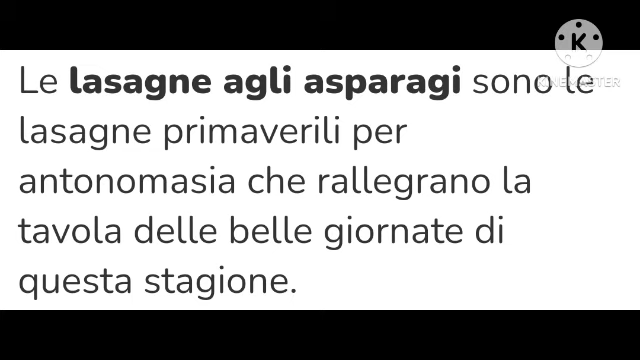 Le lasagne agli asparagi sono le
lasagne primaverili per
antonomasia che rallegrano la
tavola delle belle giornate di
questa stagione.
K
KINEMASTER